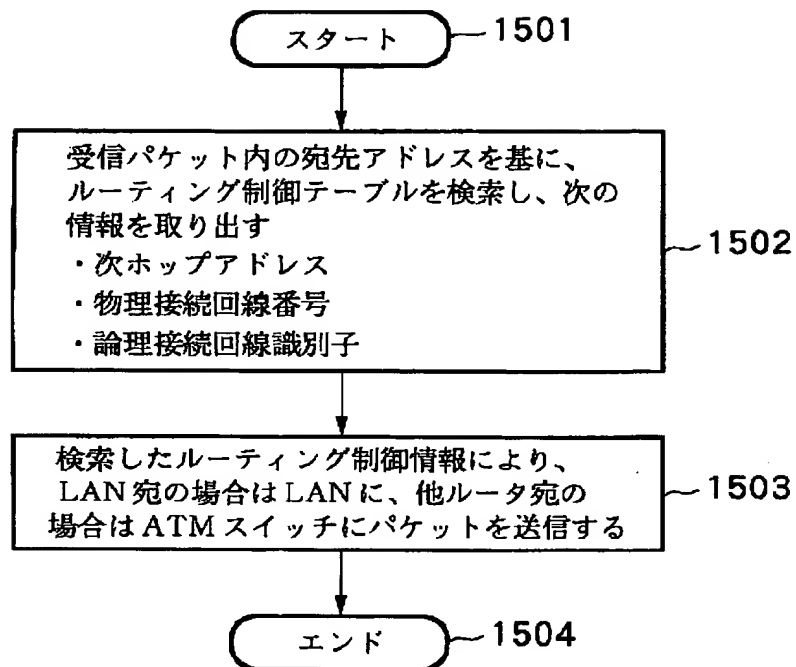 スタート
1501
受信パケット内の宛先アドレスを基に、
ルーティング制御テーブルを検索し、次の
情報を取り出す
・次ホップアドレス
・物理接続回線番号
・論理接続回線識別子
1502
検索したルーティング制御情報により、
LAN宛の場合はLANに、他ルータ宛の
場合はATMスイッチにパケットを送信する
1503
エンド
1504